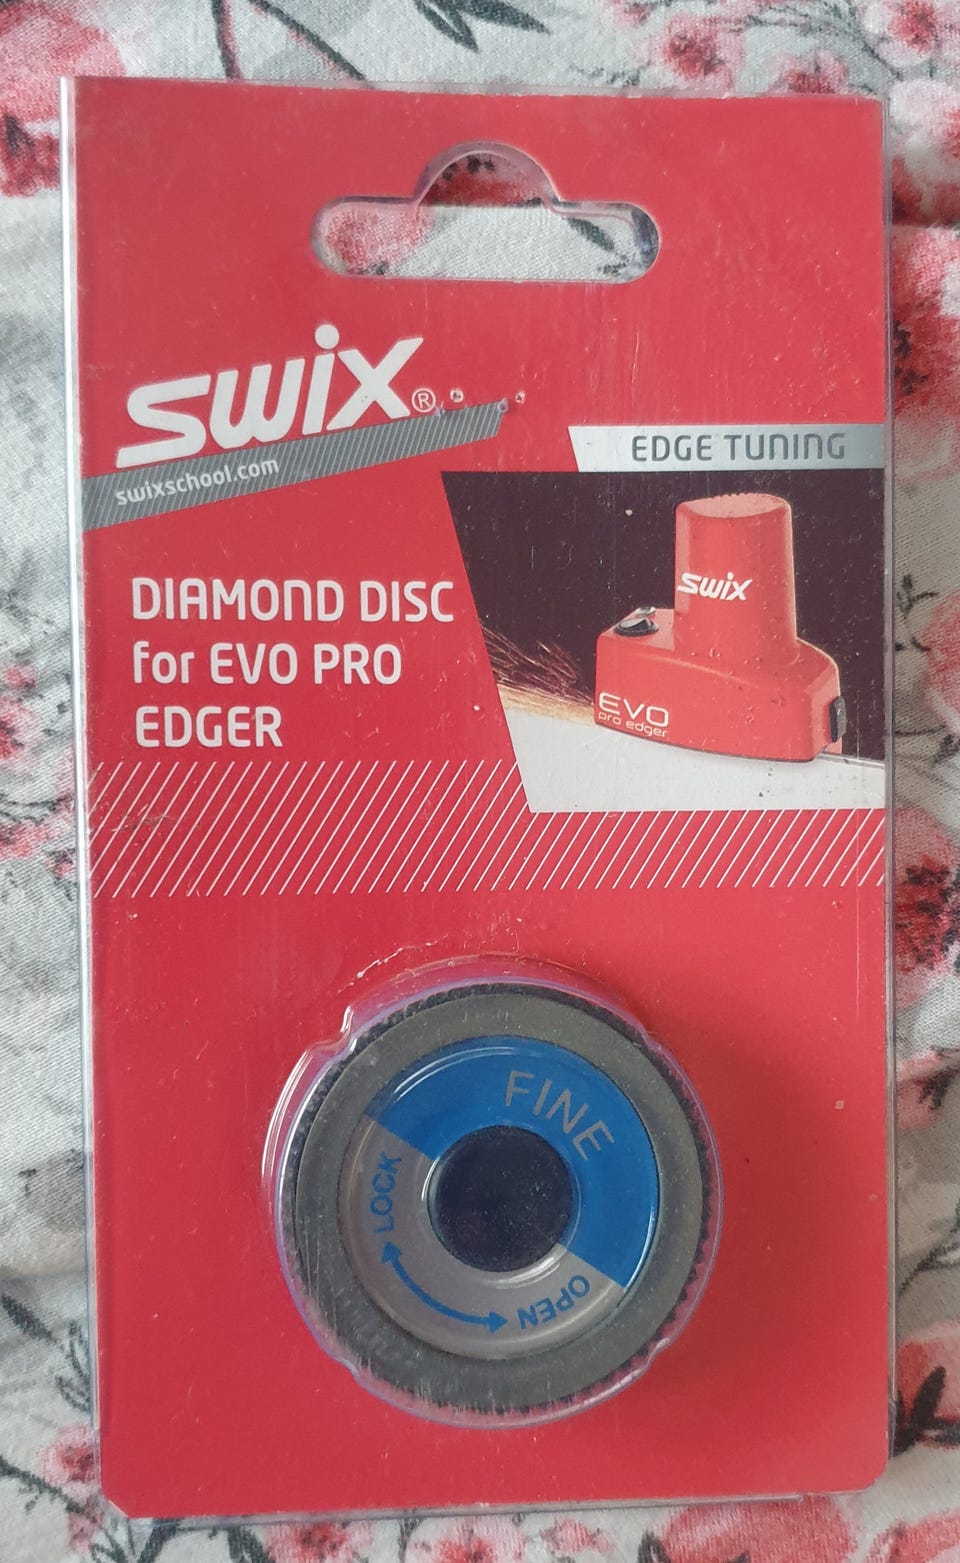 swix®
swixschool.com
EDGE TUNING
DIAMOND DISC
for EVO PRO
EDGER
swix
EVO
pro edger
FINE
LOCK
OPEN